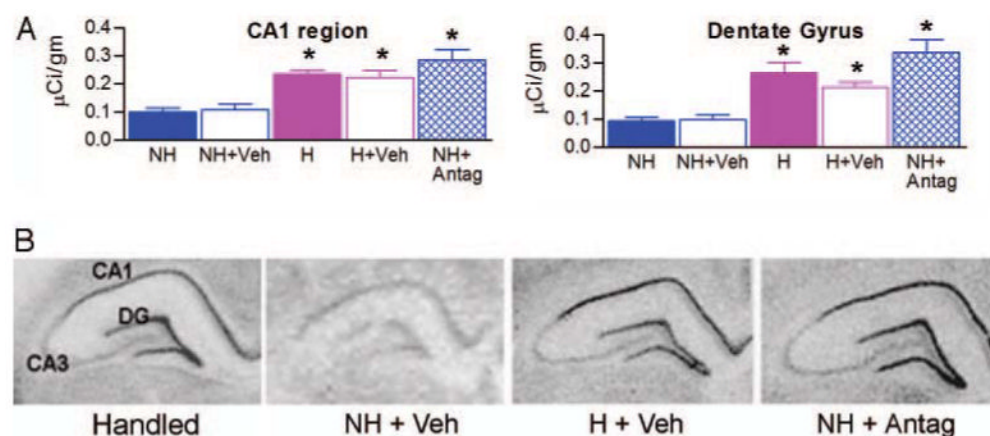 A
CA1 region
μCi/gm
0.4
0.3
0.2
0.1
0.0
* * *
NH NH+Veh H H+Veh NH+
Antag
Dentate Gyrus
μCi/gm
0.4
0.3
0.2
0.1
0.0
* * *
NH NH+Veh H H+Veh NH+
Antag
B
CA1
DG
CA3
Handled NH + Veh H + Veh NH + Antag